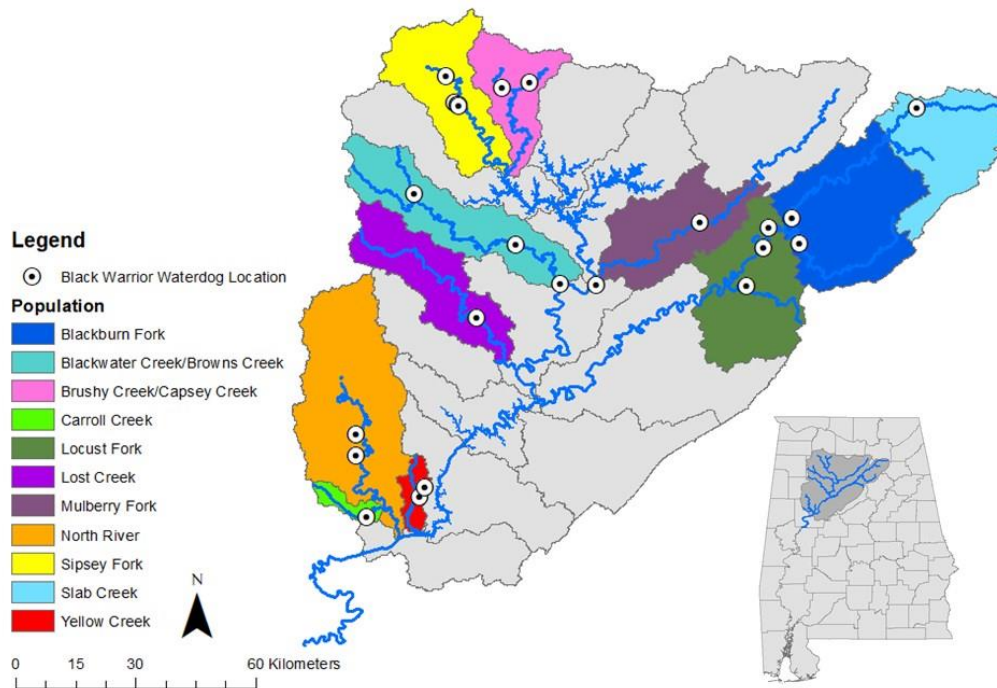 Legend
Black Warrior Waterdog Location
Population
Blackburn Fork
Blackwater Creek/Browns Creek
Brushy Creek/Capsey Creek
Carroll Creek
Locust Fork
Lost Creek
Mulberry Fork
North River
Sipsey Fork
Slab Creek
Yellow Creek
N
0 15 30 60 Kilometers